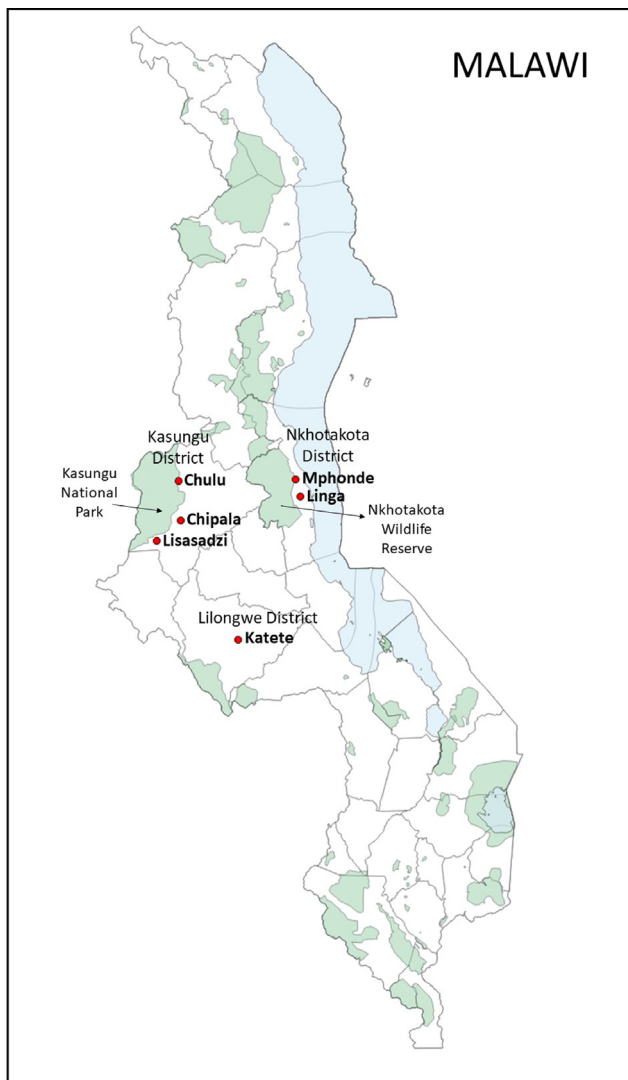 MALAWI
Kasungu
District
Nkhotakota
District
Kasungu
National
Park
Chulu
Mphonde
Linga
Chipala
Nkhotakota
Wildlife
Reserve
Lisasadzi
Lilongwe District
Katete